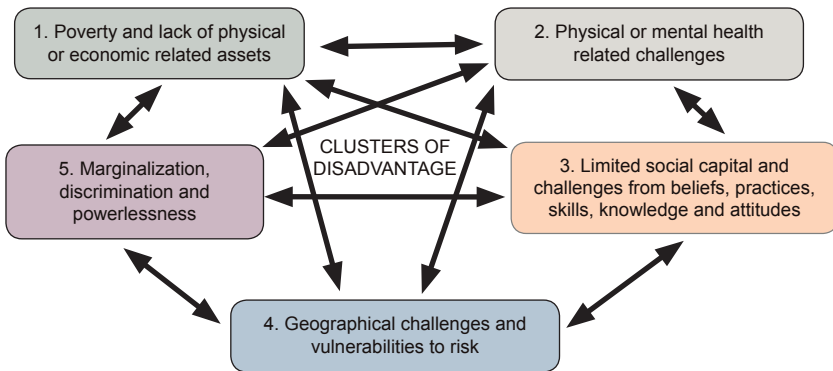 1. Poverty and lack of physical
or economic related assets
2. Physical or mental health
related challenges
CLUSTERS OF
DISADVANTAGE
5. Marginalization,
discrimination and
powerlessness
3. Limited social capital and
challenges from beliefs, practices,
skills, knowledge and attitudes
4. Geographical challenges and
vulnerabilities to risk